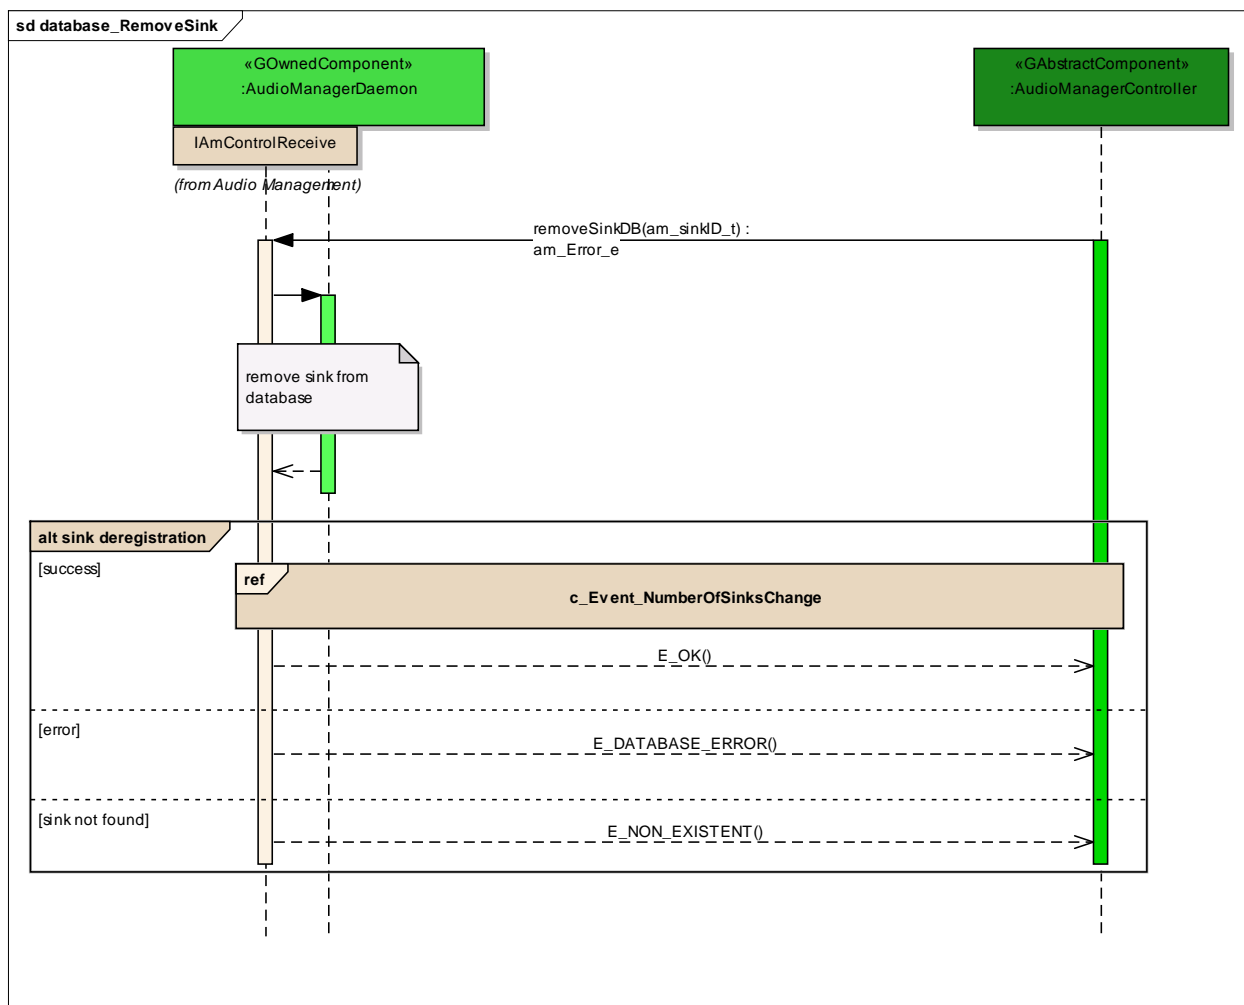 sd database_RemoveSink
«GOwnedComponent»
:AudioManagerDaemon
«GAbstractComponent»
:AudioManagerController
IAmControlReceive
(from Audio Management)
removeSinkDB(am_sinkID_t) :
am_Error_e
remove sink from
database
alt sink deregistration
[success]
ref
c_Event_NumberOfSinksChange
E_OK()
[error]
E_DATABASE_ERROR()
[sink not found]
E_NON_EXISTENT()